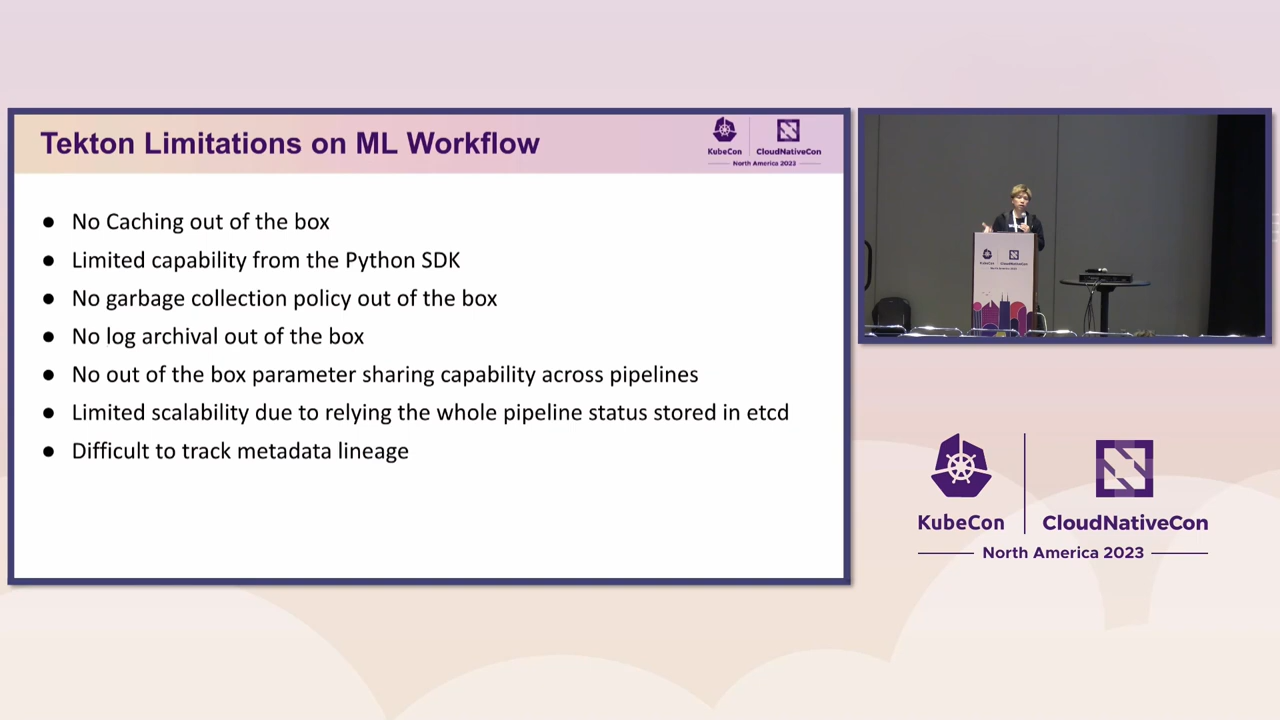 Tekton Limitations on ML Workflow
KubeCon
CloudNativeCon
North America 2023
● No Caching out of the box
● Limited capability from the Python SDK
● No garbage collection policy out of the box
● No log archival out of the box
● No out of the box parameter sharing capability across pipelines
● Limited scalability due to relying the whole pipeline status stored in etcd
● Difficult to track metadata lineage
KubeCon
CloudNativeCon
North America 2023